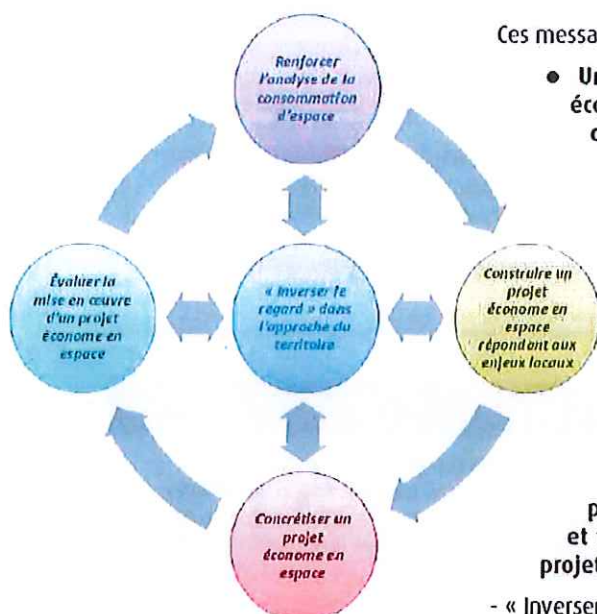 Renforcer
l'analyse de la
consommation
d'espace
Évaluer la
mise en œuvre
d'un projet
économe en
espace
« Inverser le
regard » dans
l'approche du
territoire
Construire un
projet
économe en
espace
répondant aux
enjeux locaux
Concrétiser un
projet
économe en
espace
Ces messa
● Un
éco
c
p
et
projet
- « Inverser